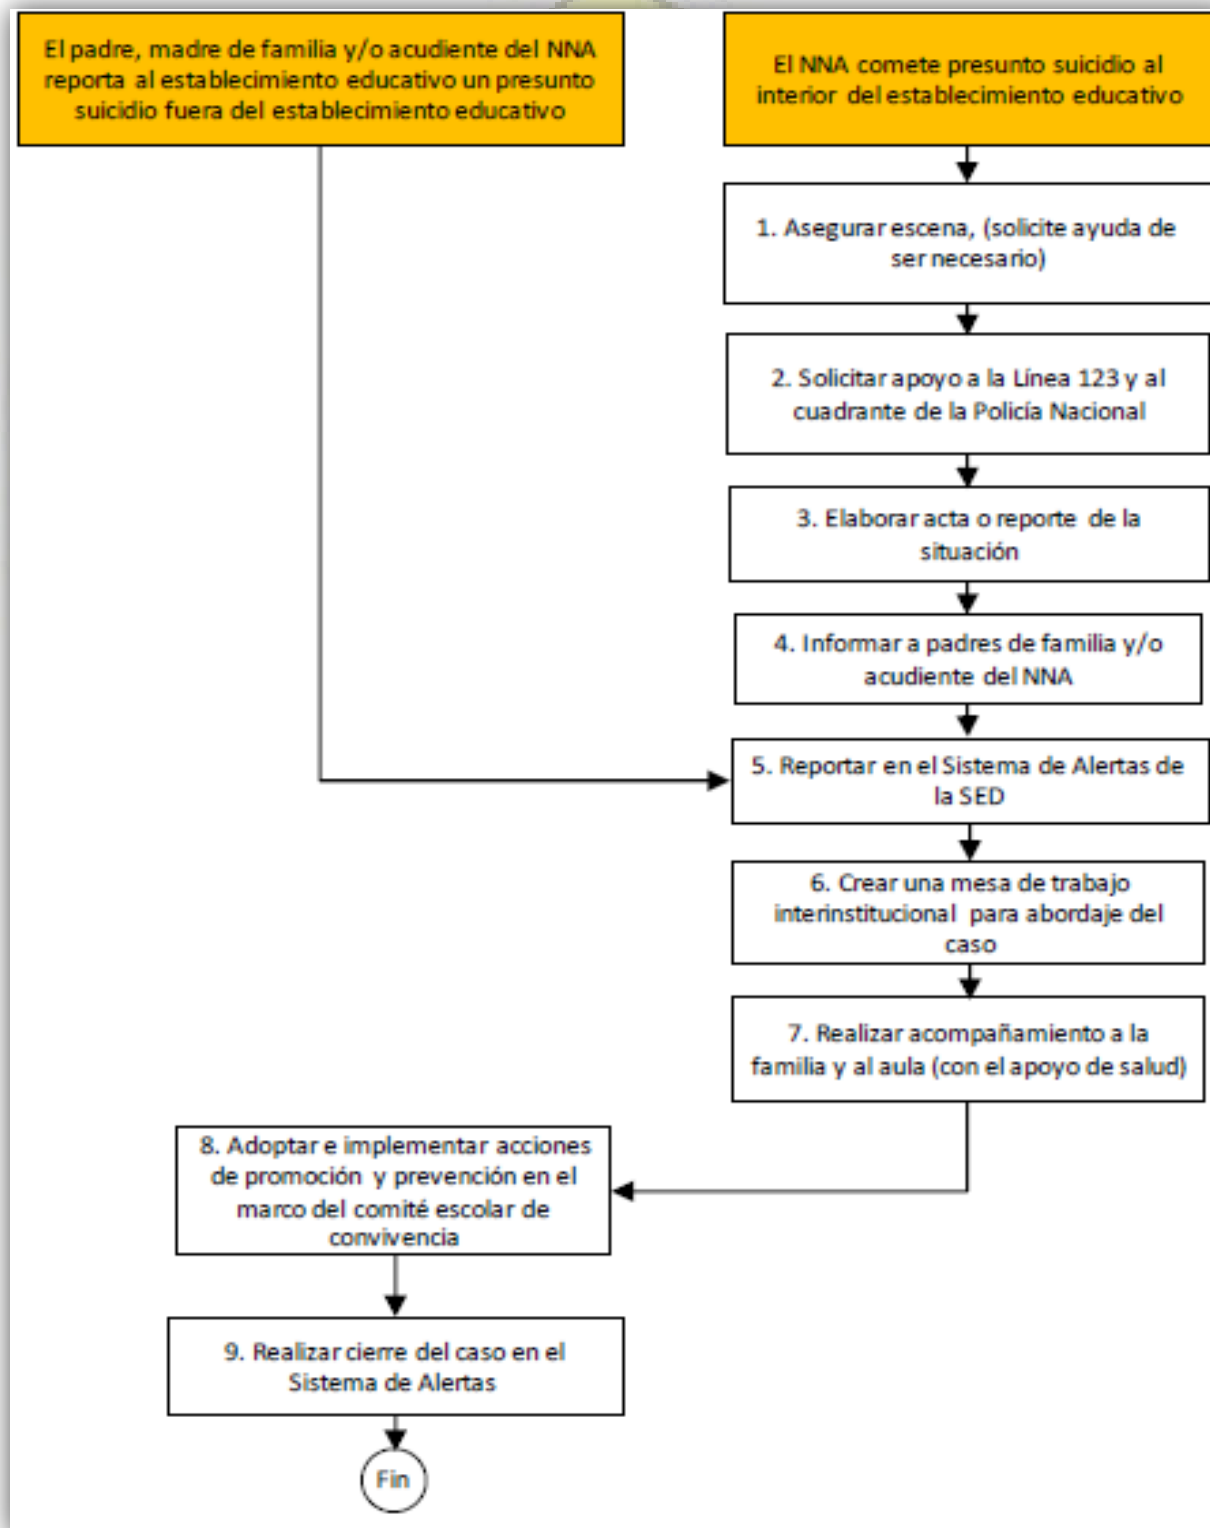 El padre, madre de familia y/o acudiente del NNA
reporta al establecimiento educativo un presunto
suicidio fuera del establecimiento educativo
El NNA comete presunto suicidio al
interior del establecimiento educativo
1. Asegurar escena, (solicite ayuda de
ser necesario)
2. Solicitar apoyo a la Línea 123 y al
cuadrante de la Policía Nacional
3. Elaborar acta o reporte de la
situación
4. Informar a padres de familia y/o
acudiente del NNA
5. Reportar en el Sistema de Alertas de
la SED
6. Crear una mesa de trabajo
interinstitucional para abordaje del
caso
7. Realizar acompañamiento a la
familia y al aula (con el apoyo de salud)
8. Adoptar e implementar acciones
de promoción y prevención en el
marco del comité escolar de
convivencia
9. Realizar cierre del caso en el
Sistema de Alertas
Fin